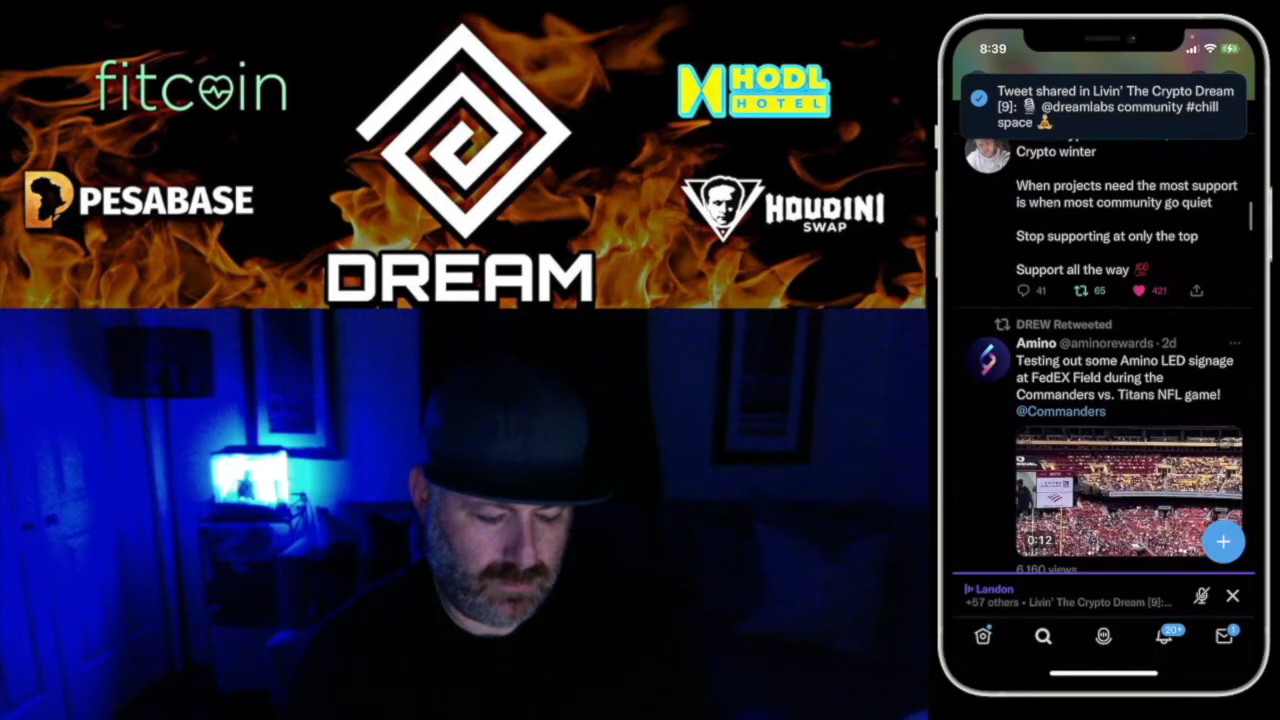 fitcoin
PESABASE
DREAM
HODL
HOTEL
HOUDINI
SWAP
8:39
Tweet shared in Livin' The Crypto Dream
[9]: 🎙 @dreamlabs community #chill
space 🧘
Crypto winter
When projects need the most support
is when most community go quiet
Stop supporting at only the top
Support all the way 💯
41 65 421
DREW Retweeted
Amino @aminorewards · 2d
Testing out some Amino LED signage
at FedEX Field during the
Commanders vs. Titans NFL game!
@Commanders
0:12
6,160 views
Landon
+57 others • Livin' The Crypto Dream [9]:...
20+
1